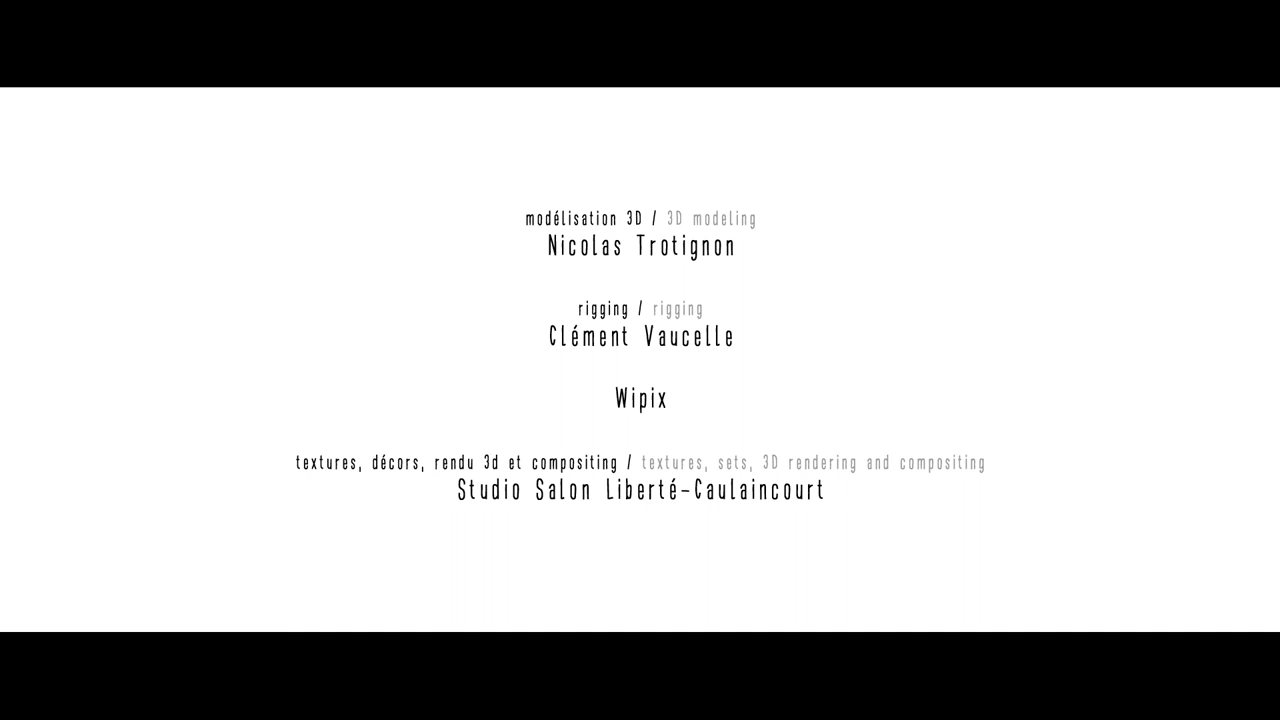 modélisation 3D / 3D modeling
Nicolas Trotignon
rigging / rigging
Clément Vaucelle
Wipix
textures, décors, rendu 3d et compositing / textures, sets, 3D rendering and compositing
Studio Salon Liberté-Caulaincourt